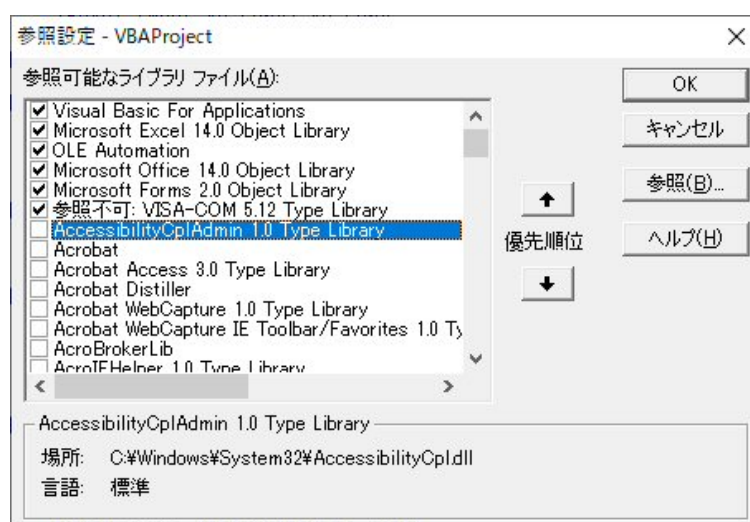 参照設定 - VBAProject
参照可能なライブラリ ファイル(A):
Visual Basic For Applications
Microsoft Excel 14.0 Object Library
OLE Automation
Microsoft Office 14.0 Object Library
Microsoft Forms 2.0 Object Library
参照不可: VISA-COM 5.12 Type Library
AccessibilityCplAdmin 1.0 Type Library
Acrobat
Acrobat Access 3.0 Type Library
Acrobat Distiller
Acrobat WebCapture 1.0 Type Library
Acrobat WebCapture IE Toolbar/Favorites 1.0 Ty
AcroBrokerLib
AcroIEHelper 1.0 Type Library
優先順位
OK
キャンセル
参照(B)...
ヘルプ(H)
AccessibilityCplAdmin 1.0 Type Library
場所: C:¥Windows¥System32¥AccessibilityCpl.dll
言語: 標準